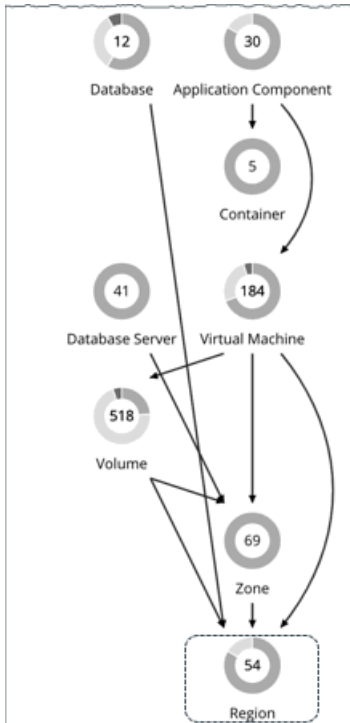 12 30
Database Application Component
5
Container
41 184
Database Server Virtual Machine
518
Volume
69
Zone
54
Region